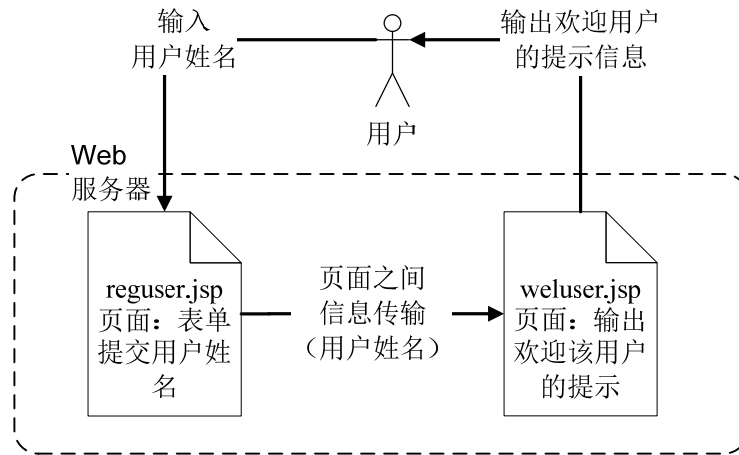 输入
用户姓名
输出欢迎用户
的提示信息
用户
Web
服务器
reguser.jsp
页面：表单
提交用户姓
名
页面之间
信息传输
（用户姓名）
weluser.jsp
页面：输出
欢迎该用户
的提示